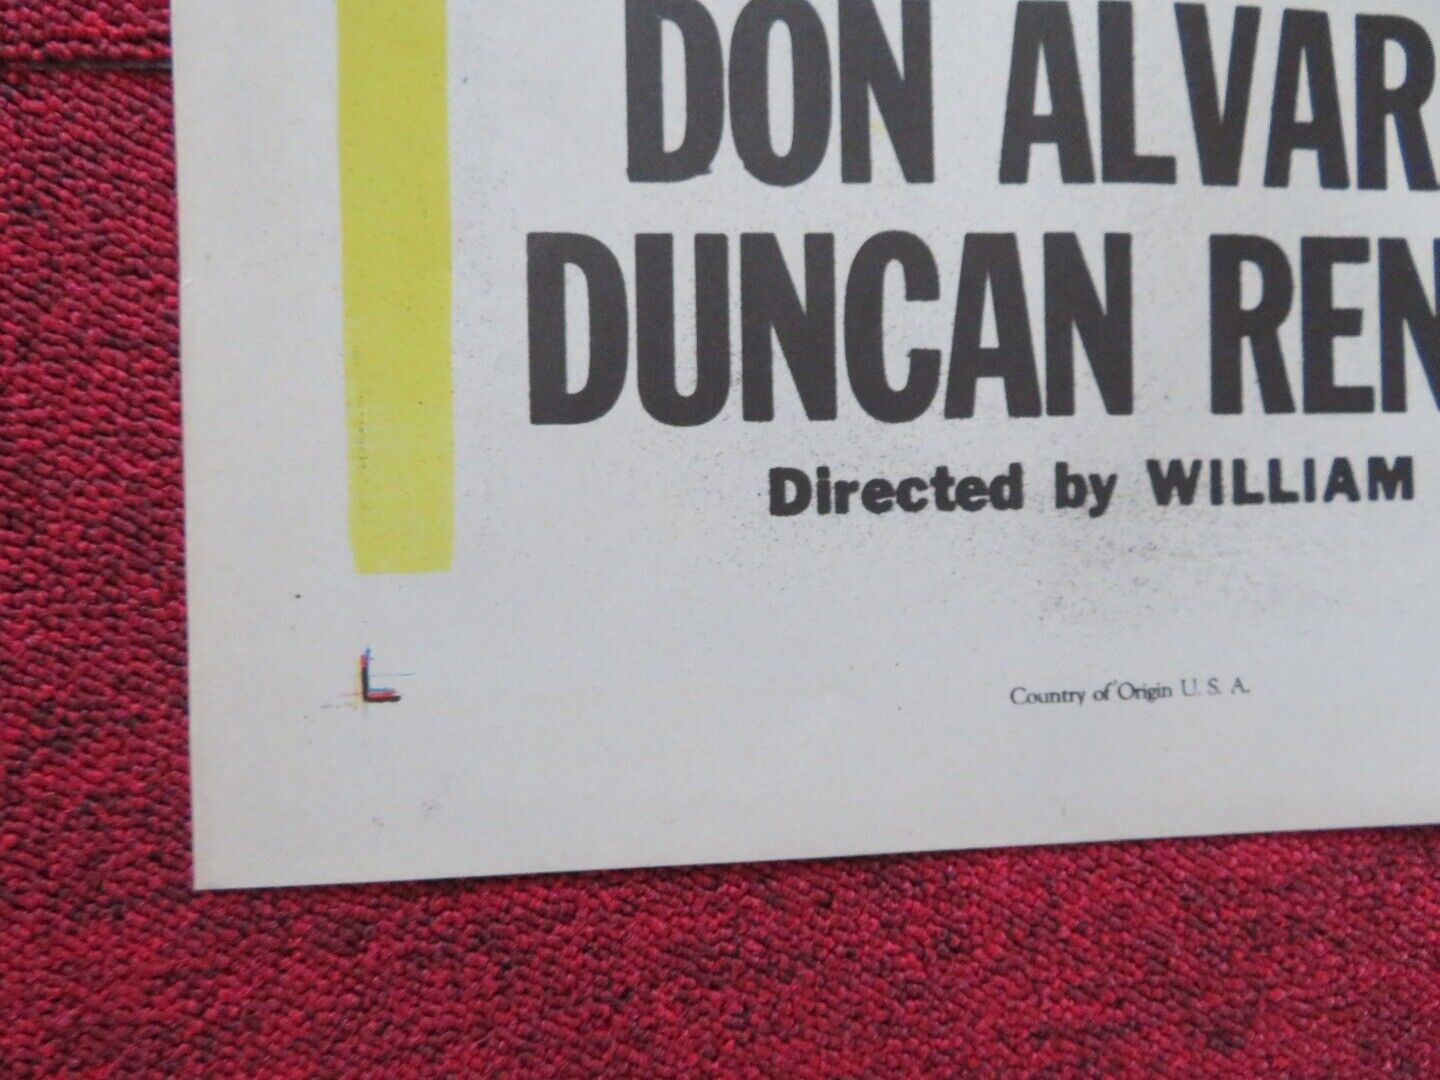 DON ALVAR
DUNCAN REN
Directed by WILLIAM
Country of Origin U. S. A.